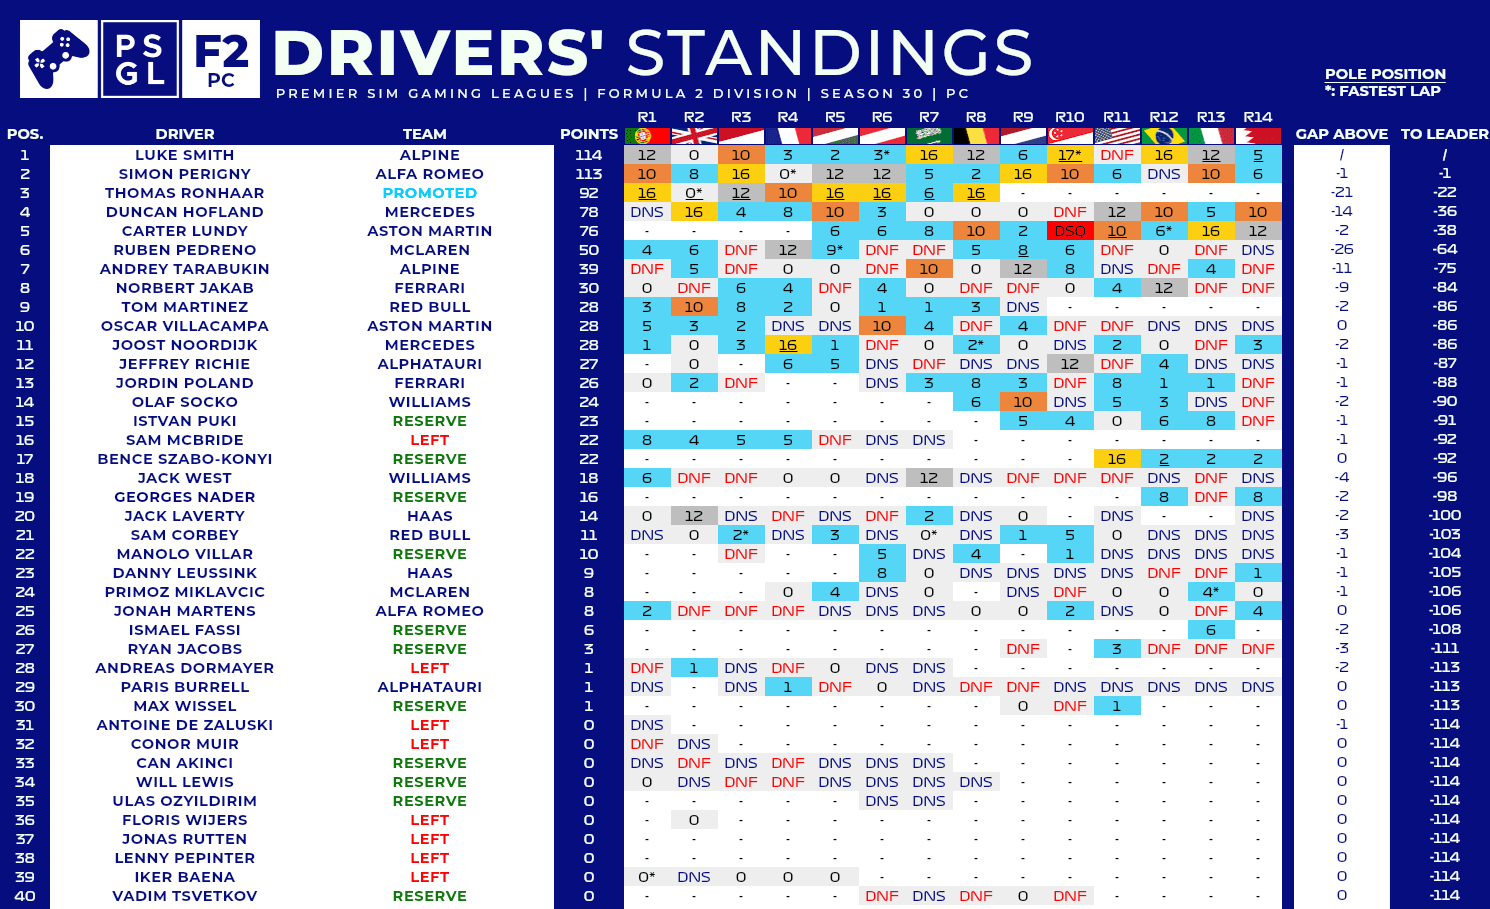 PS
GL
F2
PC
DRIVERS' STANDINGS
PREMIER SIM GAMING LEAGUES | FORMULA 2 DIVISION | SEASON 30 | PC
POLE POSITION
*: FASTEST LAP
R1 R2 R3 R4 R5 R6 R7 R8 R9 R10 R11 R12 R13 R14
POS. DRIVER TEAM POINTS GAP ABOVE TO LEADER
1 LUKE SMITH ALPINE 114 12 0 10 3 2 3* 16 12 6 17* DNF 16 12 5 / /
2 SIMON PERIGNY ALFA ROMEO 113 10 8 16 0* 12 12 5 2 16 10 6 DNS 10 6 -1 -1
3 THOMAS RONHAAR PROMOTED 92 16 0* 12 10 16 16 6 16 - - - - - - -21 -22
4 DUNCAN HOFLAND MERCEDES 78 DNS 16 4 8 10 3 0 0 0 DNF 12 10 5 10 -14 -36
5 CARTER LUNDY ASTON MARTIN 76 - - - - 6 6 8 10 2 DSQ 10 6* 16 12 -2 -38
6 RUBEN PEDRENO MCLAREN 50 4 6 DNF 12 9* DNF DNF 5 8 6 DNF 0 DNF DNS -26 -64
7 ANDREY TARABUKIN ALPINE 39 DNF 5 DNF 0 0 DNF 10 0 12 8 DNS DNF 4 DNF -11 -75
8 NORBERT JAKAB FERRARI 30 0 DNF 6 4 DNF 4 0 DNF DNF 0 4 12 DNF DNF -9 -84
9 TOM MARTINEZ RED BULL 28 3 10 8 2 0 1 1 3 DNS - - - - - -2 -86
10 OSCAR VILLACAMPA ASTON MARTIN 28 5 3 2 DNS DNS 10 4 DNF 4 DNF DNF DNS DNS DNS 0 -86
11 JOOST NOORDIJK MERCEDES 28 1 0 3 16 1 DNF 0 2* 0 DNS 2 0 DNF 3 -2 -86
12 JEFFREY RICHIE ALPHATAURI 27 - 0 - 6 5 DNS DNF DNS DNS 12 DNF 4 DNS DNS -1 -87
13 JORDIN POLAND FERRARI 26 0 2 DNF - - DNS 3 8 3 DNF 8 1 1 DNF -1 -88
14 OLAF SOCKO WILLIAMS 24 - - - - - - - 6 10 DNS 5 3 DNS DNF -2 -90
15 ISTVAN PUKI RESERVE 23 - - - - - - - - 5 4 0 6 8 DNF -1 -91
16 SAM MCBRIDE LEFT 22 8 4 5 5 DNF DNS DNS - - - - - - - -1 -92
17 BENCE SZABO-KONYI RESERVE 22 - - - - - - - - - - 16 2 2 2 0 -92
18 JACK WEST WILLIAMS 18 6 DNF DNF 0 0 DNS 12 DNS DNF DNF DNF DNS DNF DNS -4 -96
19 GEORGES NADER RESERVE 16 - - - - - - - - - - - 8 DNF 8 -2 -98
20 JACK LAVERTY HAAS 14 0 12 DNS DNF DNS DNF 2 DNS 0 - DNS - - DNS -2 -100
21 SAM CORBEY RED BULL 11 DNS 0 2* DNS 3 DNS 0* DNS 1 5 0 DNS DNS DNS -3 -103
22 MANOLO VILLAR RESERVE 10 - - DNF - - 5 DNS 4 - 1 DNS DNS DNS DNS -1 -104
23 DANNY LEUSSINK HAAS 9 - - - - - 8 0 DNS DNS DNS DNS DNF DNF 1 -1 -105
24 PRIMOZ MIKLAVCIC MCLAREN 8 - - - 0 4 DNS 0 - DNS DNF 0 0 4* 0 -1 -106
25 JONAH MARTENS ALFA ROMEO 8 2 DNF DNF DNF DNS DNS DNS 0 0 2 DNS 0 DNF 4 0 -106
26 ISMAEL FASSI RESERVE 6 - - - - - - - - - - - - 6 - -2 -108
27 RYAN JACOBS RESERVE 3 - - - - - - - - DNF - 3 DNF DNF DNF -3 -111
28 ANDREAS DORMAYER LEFT 1 DNF 1 DNS DNF 0 DNS DNS - - - - - - - -2 -113
29 PARIS BURRELL ALPHATAURI 1 DNS - DNS 1 DNF 0 DNS DNF DNF DNS DNS DNS DNS DNS 0 -113
30 MAX WISSEL RESERVE 1 - - - - - - - - 0 DNF 1 - - - 0 -113
31 ANTOINE DE ZALUSKI LEFT 0 DNS - - - - - - - - - - - - - -1 -114
32 CONOR MUIR LEFT 0 DNF DNS - - - - - - - - - - - - 0 -114
33 CAN AKINCI RESERVE 0 DNS DNF DNS DNF DNS DNS DNS - - - - - - - 0 -114
34 WILL LEWIS RESERVE 0 0 DNS DNF DNF DNS DNS DNS DNS - - - - - - 0 -114
35 ULAS OZYILDIRIM RESERVE 0 - - - - - DNS DNS - - - - - - - 0 -114
36 FLORIS WIJERS LEFT 0 - 0 - - - - - - - - - - - - 0 -114
37 JONAS RUTTEN LEFT 0 - - - - - - - - - - - - - - 0 -114
38 LENNY PEPINTER LEFT 0 - - - - - - - - - - - - - - 0 -114
39 IKER BAENA LEFT 0 0* DNS 0 0 0 - - - - - - - - - 0 -114
40 VADIM TSVETKOV RESERVE 0 - - - - - DNF DNS DNF 0 DNF - - - - 0 -114